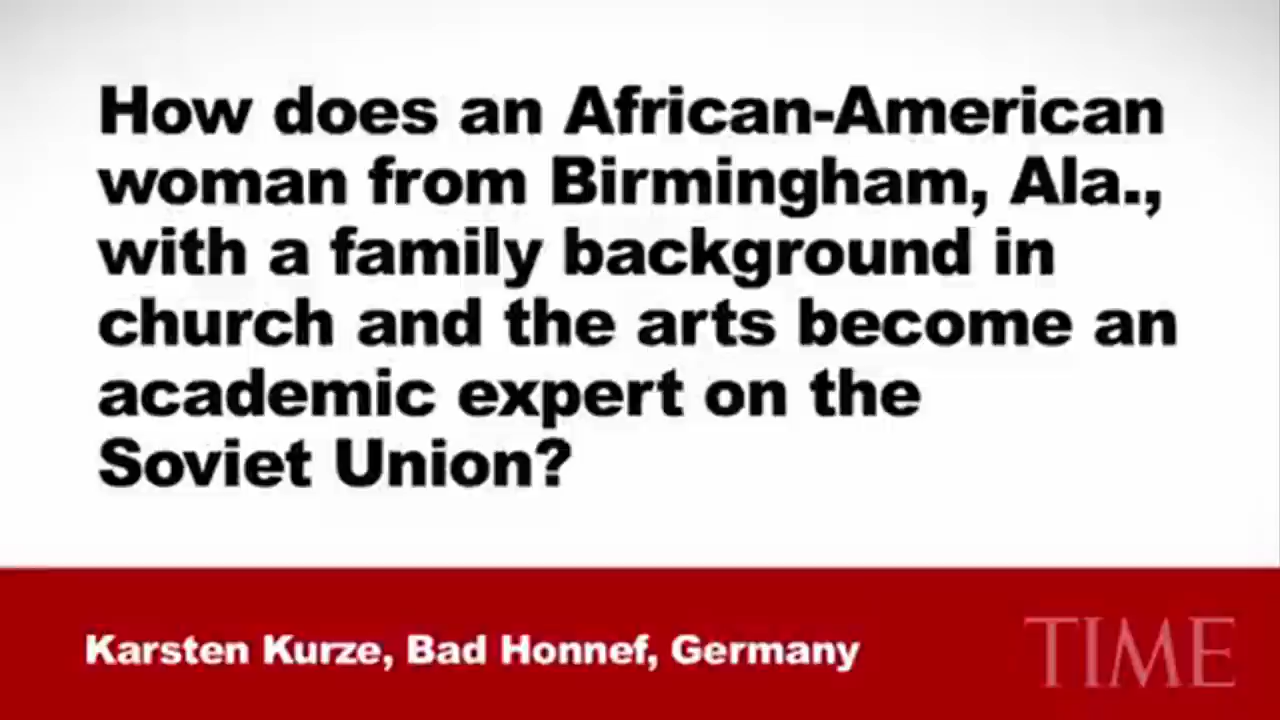 How does an African-American
woman from Birmingham, Ala.,
with a family background in
church and the arts become an
academic expert on the
Soviet Union?
Karsten Kurze, Bad Honnef, Germany
TIME